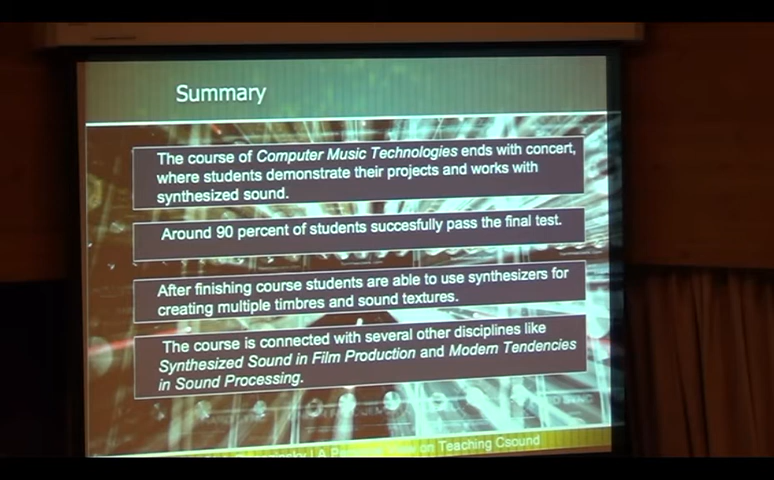 Summary
The course of Computer Music Technologies ends with concert,
where students demonstrate their projects and works with
synthesized sound.
Around 90 percent of students succesfully pass the final test.
After finishing course students are able to use synthesizers for
creating multiple timbres and sound textures.
The course is connected with several other disciplines like
Synthesized Sound in Film Production and Modern Tendencies
in Sound Processing.
| A on Teaching Csound